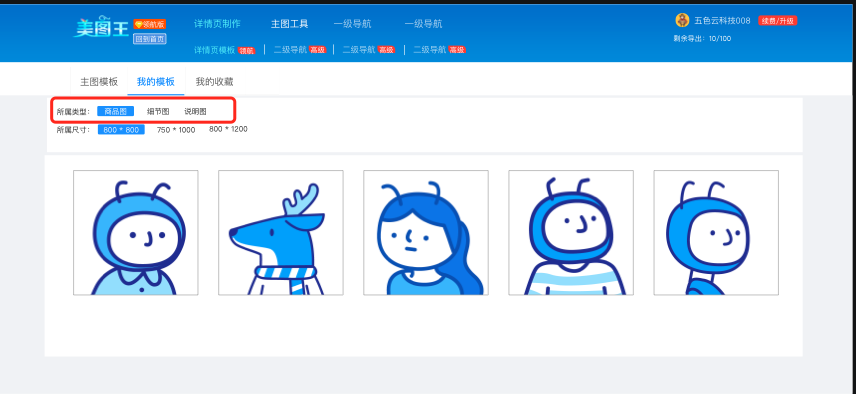 美图王 领航版 详情页制作 主图工具 一级导航 一级导航 五色云科技008 续费/升级
回到首页 详情页模板 领航 二级导航 高级 二级导航 高级 二级导航 高级 剩余导出：10/100
主图模板 我的模板 我的收藏
所属类型： 商品图 细节图 说明图
所属尺寸： 800 * 800 750 * 1000 800 * 1200